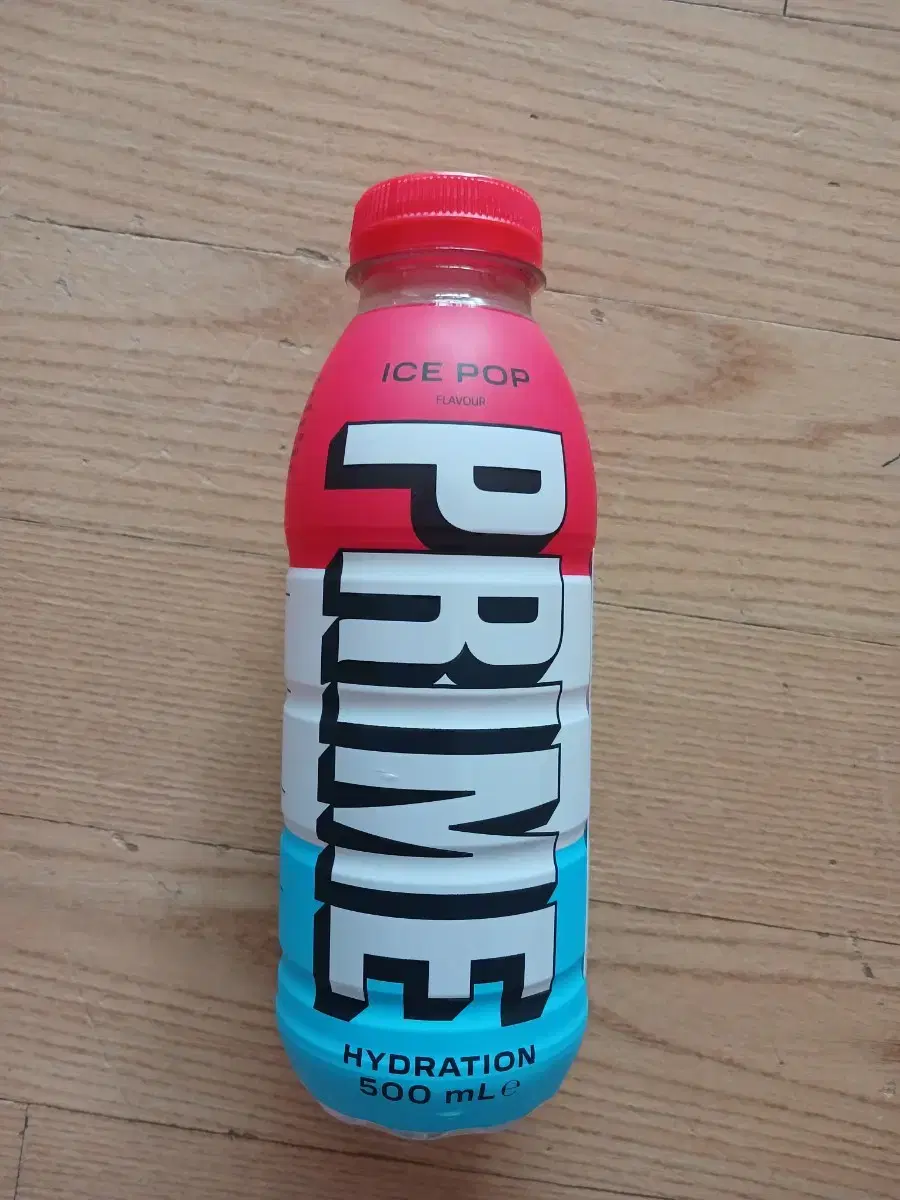 ICE POP
FLAVOUR
PRIME
HYDRATION
500 mL ℮